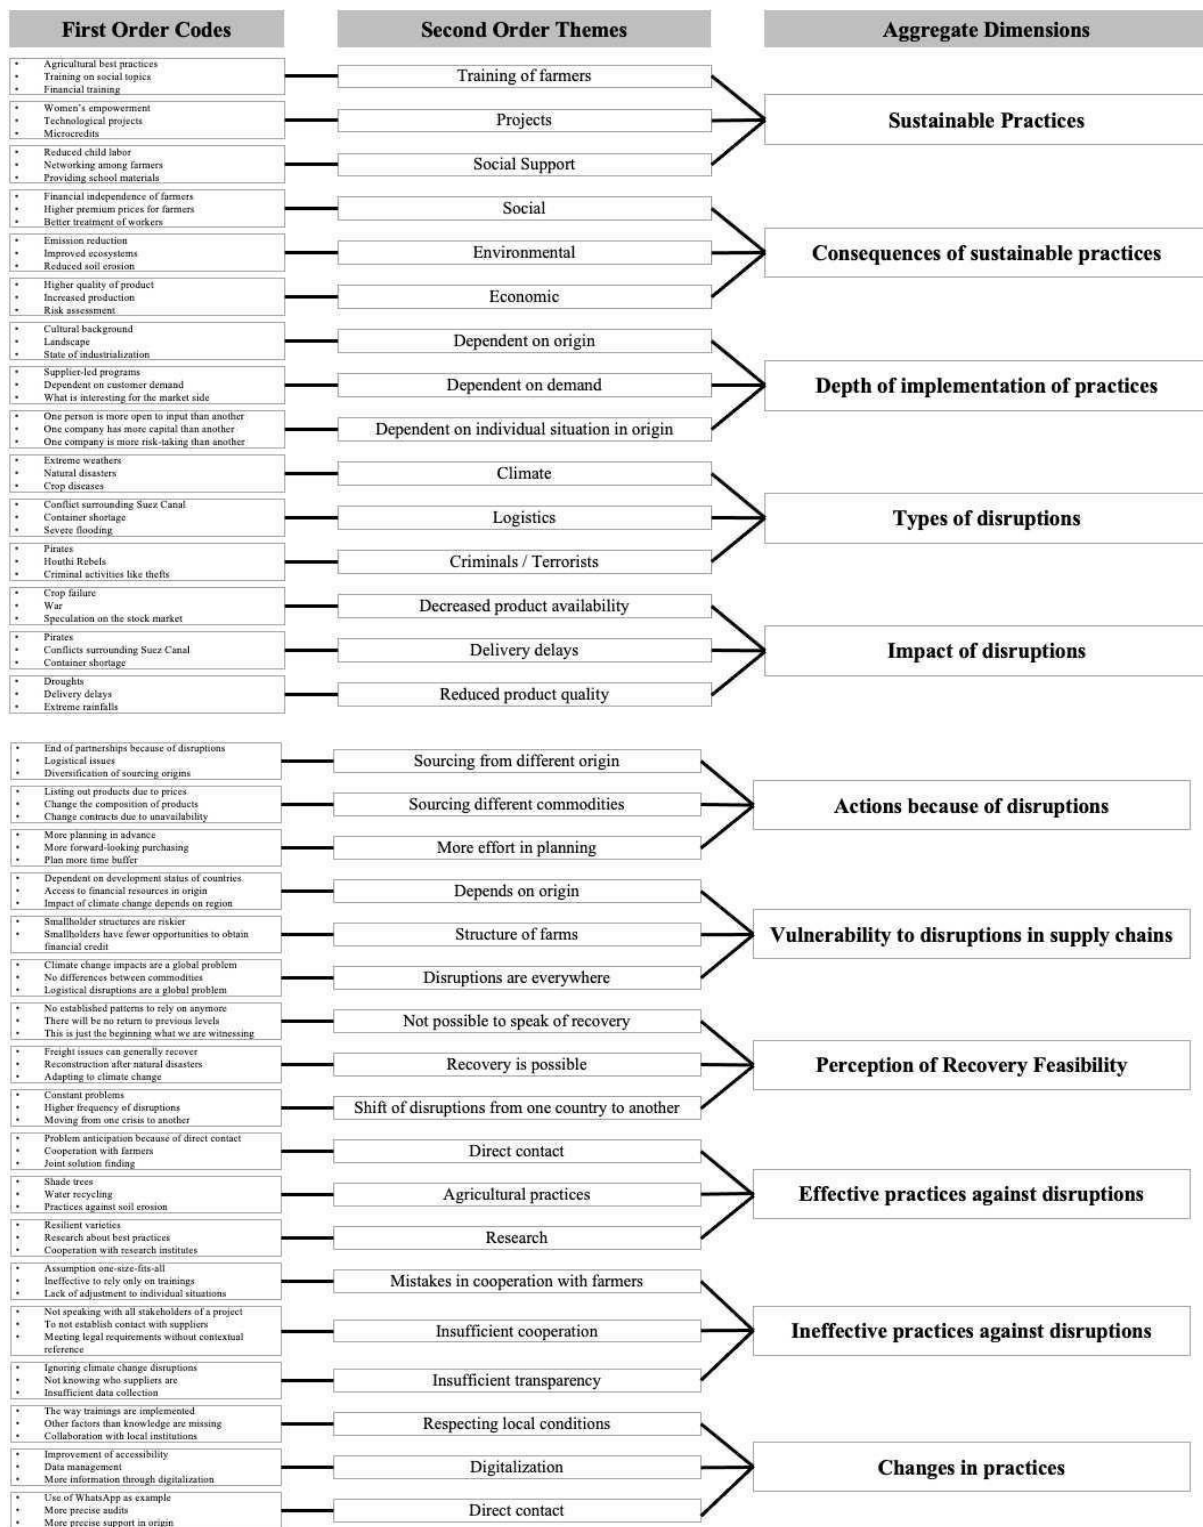 First Order Codes
Second Order Themes
Aggregate Dimensions
• Agricultural best practices
• Training on social topics
• Financial training
Training of farmers
• Women's empowerment
• Technological projects
• Microcredits
Projects
Sustainable Practices
• Reduced child labor
• Networking among farmers
• Providing school materials
Social Support
• Financial independence of farmers
• Higher premium prices for farmers
• Better treatment of workers
Social
• Emission reduction
• Improved ecosystems
• Reduced soil erosion
Environmental
Consequences of sustainable practices
• Higher quality of product
• Increased production
• Risk assessment
Economic
• Cultural background
• Landscape
• State of industrialization
Dependent on origin
• Supplier-led programs
• Dependent on customer demand
• What is interesting for the market side
Dependent on demand
Depth of implementation of practices
• One person is more open to input than another
• One company has more capital than another
• One company is more risk-taking than another
Dependent on individual situation in origin
• Extreme weathers
• Natural disasters
• Crop diseases
Climate
• Conflict surrounding Suez Canal
• Container shortage
• Severe flooding
Logistics
Types of disruptions
• Pirates
• Houthi Rebels
• Criminal activities like thefts
Criminals / Terrorists
• Crop failure
• War
• Speculation on the stock market
Decreased product availability
• Pirates
• Conflicts surrounding Suez Canal
• Container shortage
Delivery delays
Impact of disruptions
• Droughts
• Delivery delays
• Extreme rainfalls
Reduced product quality
• End of partnerships because of disruptions
• Logistical issues
• Diversification of sourcing origins
Sourcing from different origin
• Listing out products due to prices
• Change the composition of products
• Change contracts due to unavailability
Sourcing different commodities
Actions because of disruptions
• More planning in advance
• More forward-looking purchasing
• Plan more time buffer
More effort in planning
• Dependent on development status of countries
• Access to financial resources in origin
• Impact of climate change depends on region
Depends on origin
• Smallholder structures are riskier
• Smallholders have fewer opportunities to obtain
financial credit
Structure of farms
Vulnerability to disruptions in supply chains
• Climate change impacts are a global problem
• No differences between commodities
• Logistical disruptions are a global problem
Disruptions are everywhere
• No established patterns to rely on anymore
• There will be no return to previous levels
• This is just the beginning what we are witnessing
Not possible to speak of recovery
• Freight issues can generally recover
• Reconstruction after natural disasters
• Adapting to climate change
Recovery is possible
Perception of Recovery Feasibility
• Constant problems
• Higher frequency of disruptions
• Moving from one crisis to another
Shift of disruptions from one country to another
• Problem anticipation because of direct contact
• Cooperation with farmers
• Joint solution finding
Direct contact
• Shade trees
• Water recycling
• Practices against soil erosion
Agricultural practices
Effective practices against disruptions
• Resilient varieties
• Research about best practices
• Cooperation with research institutes
Research
• Assumption one-size-fits-all
• Ineffective to rely only on trainings
• Lack of adjustment to individual situations
Mistakes in cooperation with farmers
• Not speaking with all stakeholders of a project
• To not establish contact with suppliers
• Meeting legal requirements without contextual
reference
Insufficient cooperation
Ineffective practices against disruptions
• Ignoring climate change disruptions
• Not knowing who suppliers are
• Insufficient data collection
Insufficient transparency
• The way trainings are implemented
• Other factors than knowledge are missing
• Collaboration with local institutions
Respecting local conditions
• Improvement of accessibility
• Data management
• More information through digitalization
Digitalization
Changes in practices
• Use of WhatsApp as example
• More precise audits
• More precise support in origin
Direct contact